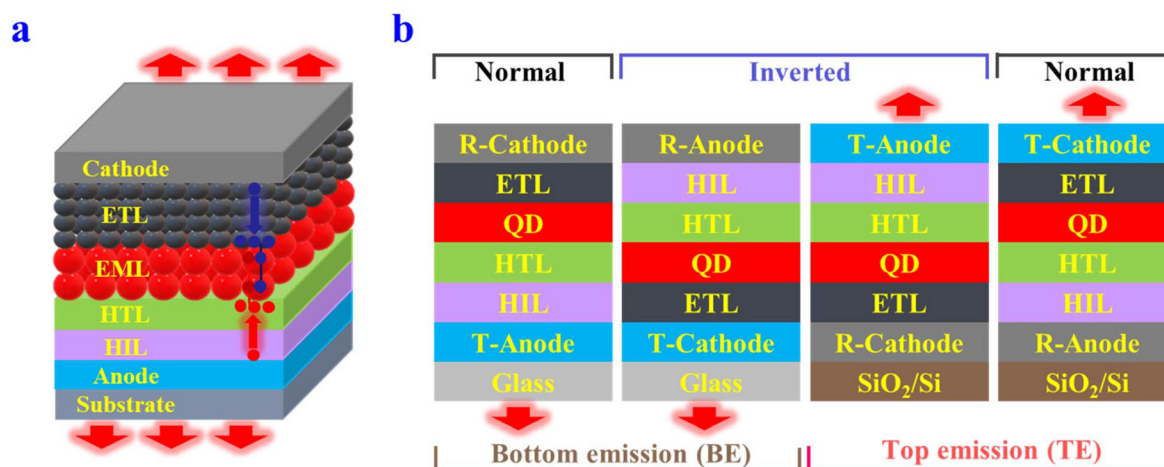 a
Cathode
ETL
EML
HTL
HIL
Anode
Substrate
b
Normal Inverted Normal
R-Cathode R-Anode T-Anode T-Cathode
ETL HIL HIL ETL
QD HTL HTL QD
HTL QD QD HTL
HIL ETL ETL HIL
T-Anode T-Cathode R-Cathode R-Anode
Glass Glass SiO₂/Si SiO₂/Si
Bottom emission (BE) Top emission (TE)